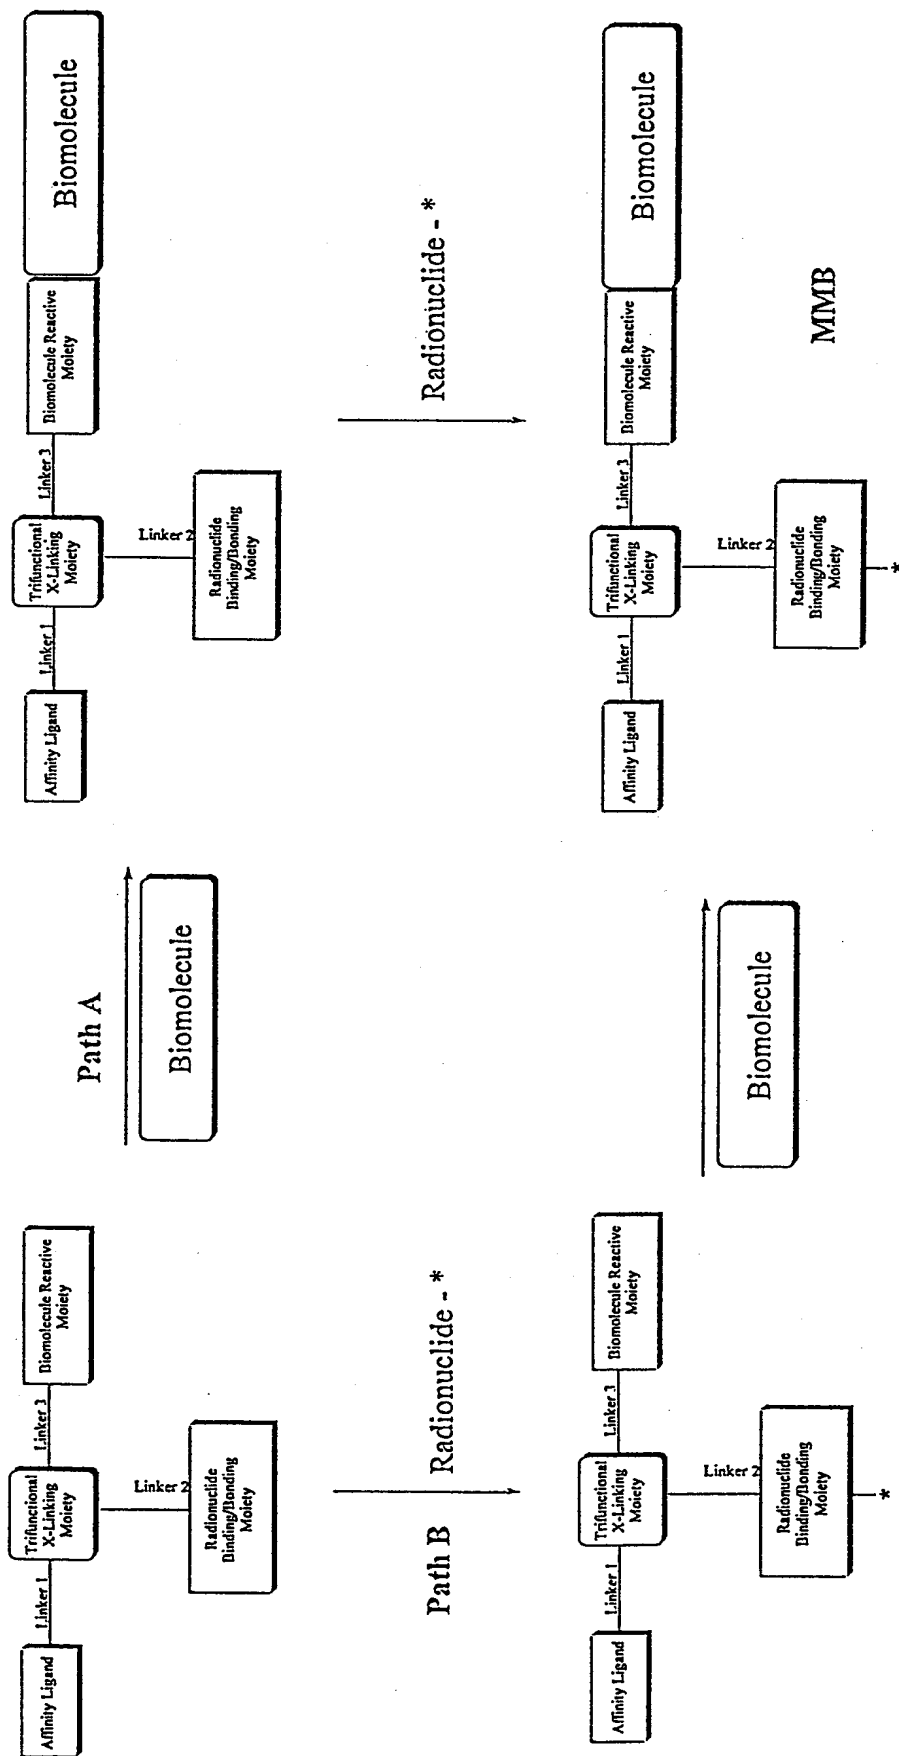 Affinity Ligand
Linker 1
Trifunctional
X-Linking
Moiety
Linker 3
Biomolecule Reactive
Moiety
Linker 2
Radionuclide
Binding/Bonding
Moiety
Path A
Biomolecule
Affinity Ligand
Linker 1
Trifunctional
X-Linking
Moiety
Linker 3
Biomolecule Reactive
Moiety
Biomolecule
Linker 2
Radionuclide
Binding/Bonding
Moiety
Path B
Radionuclide - *
Radionuclide - *
Affinity Ligand
Linker 1
Trifunctional
X-Linking
Moiety
Linker 3
Biomolecule Reactive
Moiety
Linker 2
Radionuclide
Binding/Bonding
Moiety
*
Biomolecule
Affinity Ligand
Linker 1
Trifunctional
X-Linking
Moiety
Linker 3
Biomolecule Reactive
Moiety
Biomolecule
Linker 2
Radionuclide
Binding/Bonding
Moiety
*
MMB